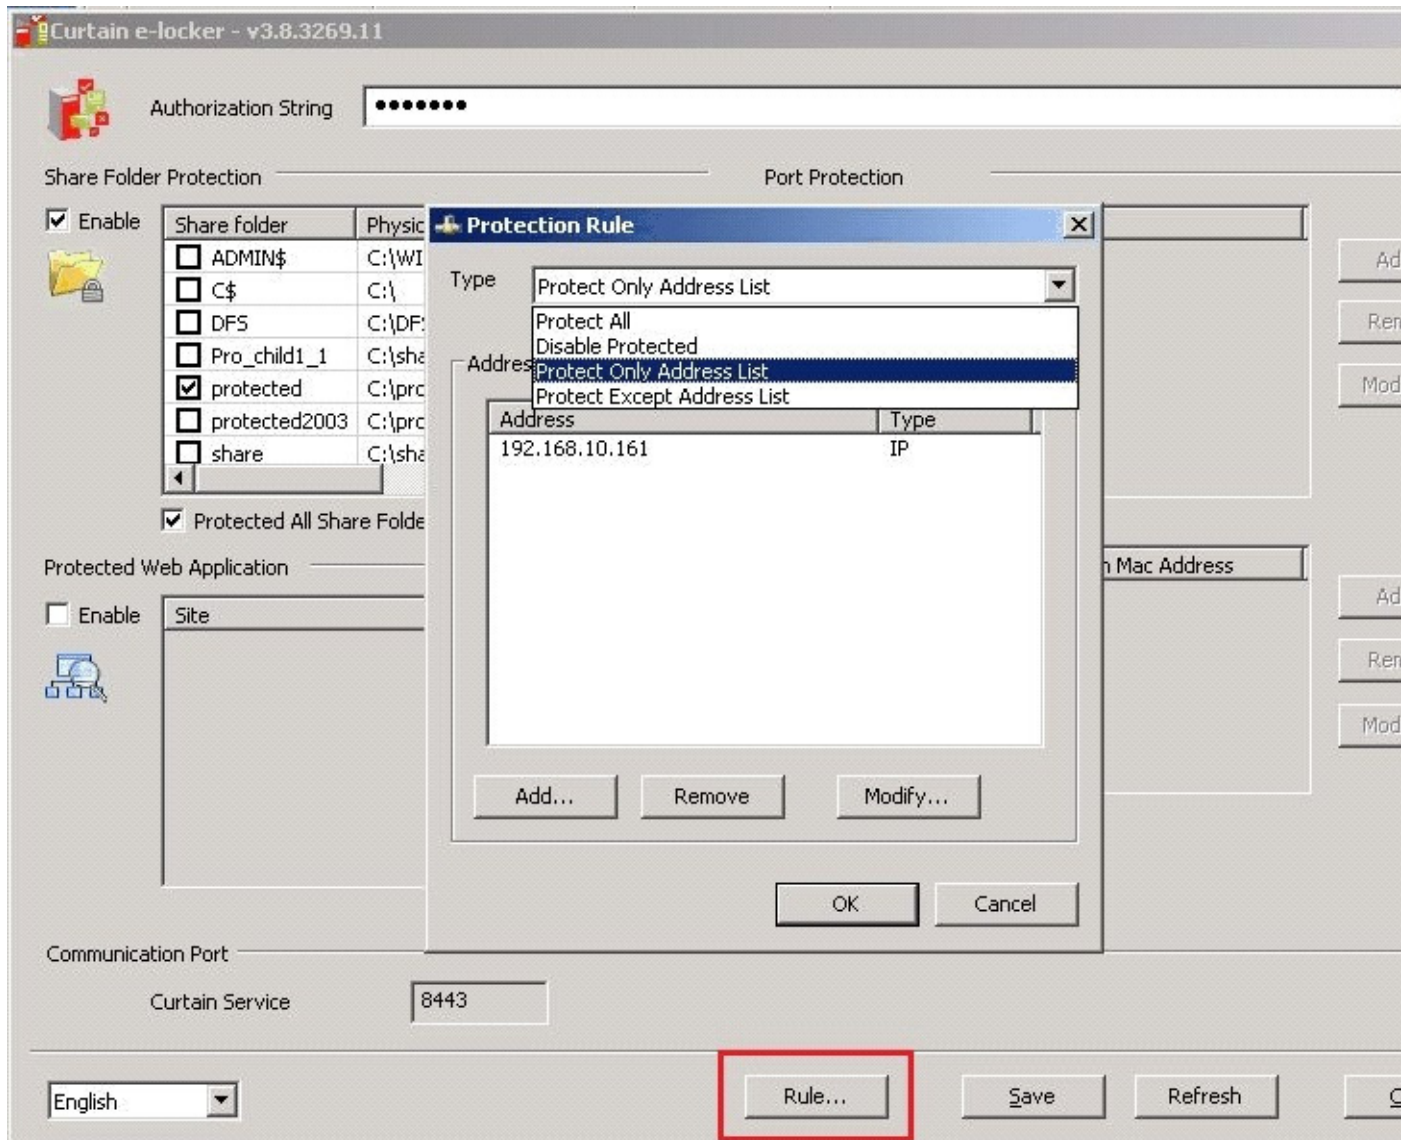 Curtain e-locker - v3.8.3269.11
Authorization String •••••••
Share Folder Protection
Port Protection
Enable
Share folder Physic
ADMIN$ C:\WI
C$ C:\
DFS C:\DF
Pro_child1_1 C:\sha
protected C:\pro
protected2003 C:\pro
share C:\sha
Protected All Share Folde
Protected Web Application
Enable
Site
Protection Rule
Type Protect Only Address List
Protect All
Disable Protected
Protect Only Address List
Protect Except Address List
Addres
Address Type
192.168.10.161 IP
Add... Remove Modify...
OK Cancel
Ad
Rem
Mod
Mac Address
Ad
Rem
Mod
Communication Port
Curtain Service 8443
English Rule... Save Refresh